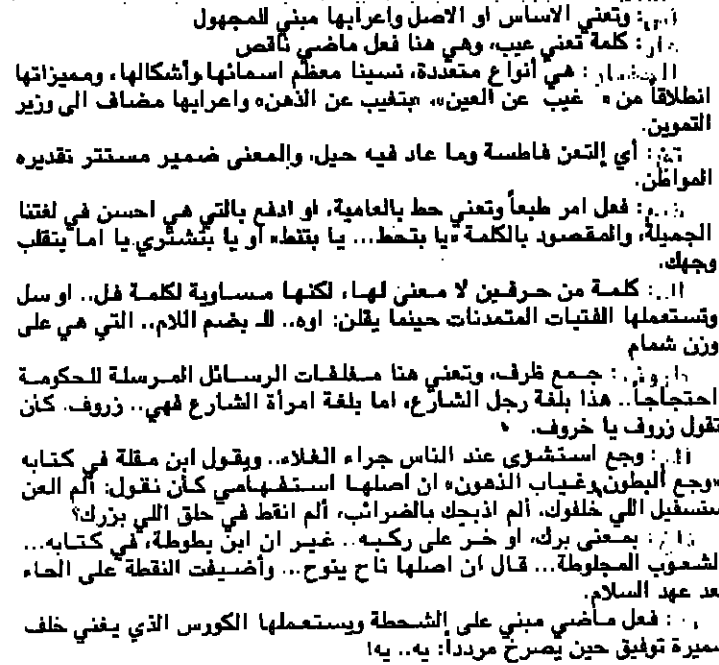 : وتعني الاساس او الاصل واعرابها مبني للمجهول
: كلمة تعني عيب، وهي هنا فعل ماضي ناقص
: هي أنواع متعددة، نسينا معظم اسمائها وأشكالها، ومميزاتها
انطلاقاً من « غيب عن العين»، «بتغيب عن الذهن» واعرابها مضاف الى وزير
التموين.
: أي إلتعن فاطسة وما عاد فيه حيل، والمعنى ضمير مستتر تقديره
المواطن.
: فعل امر طبعاً وتعني حط بالعامية، او ادفع بالتي هي احسن في لغتنا
الجميلة، والمقصود بالكلمة «يا بتحط... يا بتنط» او يا بتشتري يا اما بتقلب
وجهك.
: كلمة من حرفين لا معنى لها، لكنها مساوية لكلمة فل.. او سل
وتستعملها الفتيات المتمدنات حينما يقلن: اوه.. لله بضم اللام.. التي هي على
وزن شمام
: جمع ظرف، وتعني هنا مغلفات الرسائل المرسلة للحكومة
احتجاجاً.. هذا بلغة رجل الشارع، اما بلغة امرأة الشارع فهي.. زروف. كان
تقول زروف يا خروف.
: وجع استشرى عند الناس جراء الغلاء.. ويقول ابن مقلة في كتابه
«وجع البطون وغياب الذهون» ان اصلها استفهامي كأن نقول: ألم العن
سنسفيل اللي خلفوك، ألم اذبحك بالضرائب، ألم انقط في حلق اللي بزرك؟
: بمعنى برك، او خر على ركبه.. غير ان ابن بطوطة، في كتابه...
لشعوب المجلوطة... قال ان اصلها ناح ينوح... وأضيفت النقطة على الحاء
بعد عهد السلام.
: فعل ماضي مبني على الشحطة ويستعملها الكورس الذي يغني خلف
سميرة توفيق حين يصرخ مردداً: يه.. يه!